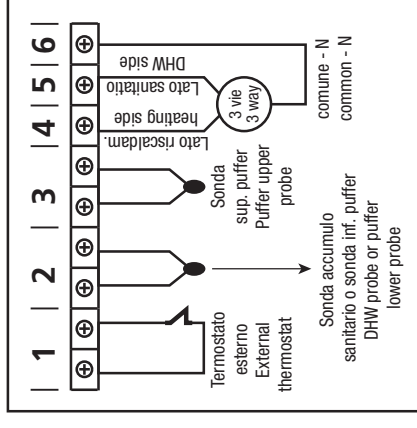 1 2 3 4 5 6
Termostato
esterno
External
thermostat
Sonda accumulo
sanitario o sonda inf. puffer
DHW probe or puffer
lower probe
Sonda
sup. puffer
Puffer upper
probe
Lato riscaldam.
heating side
Lato sanitatio
DHW side
3 vie
3 way
comune - N
common - N